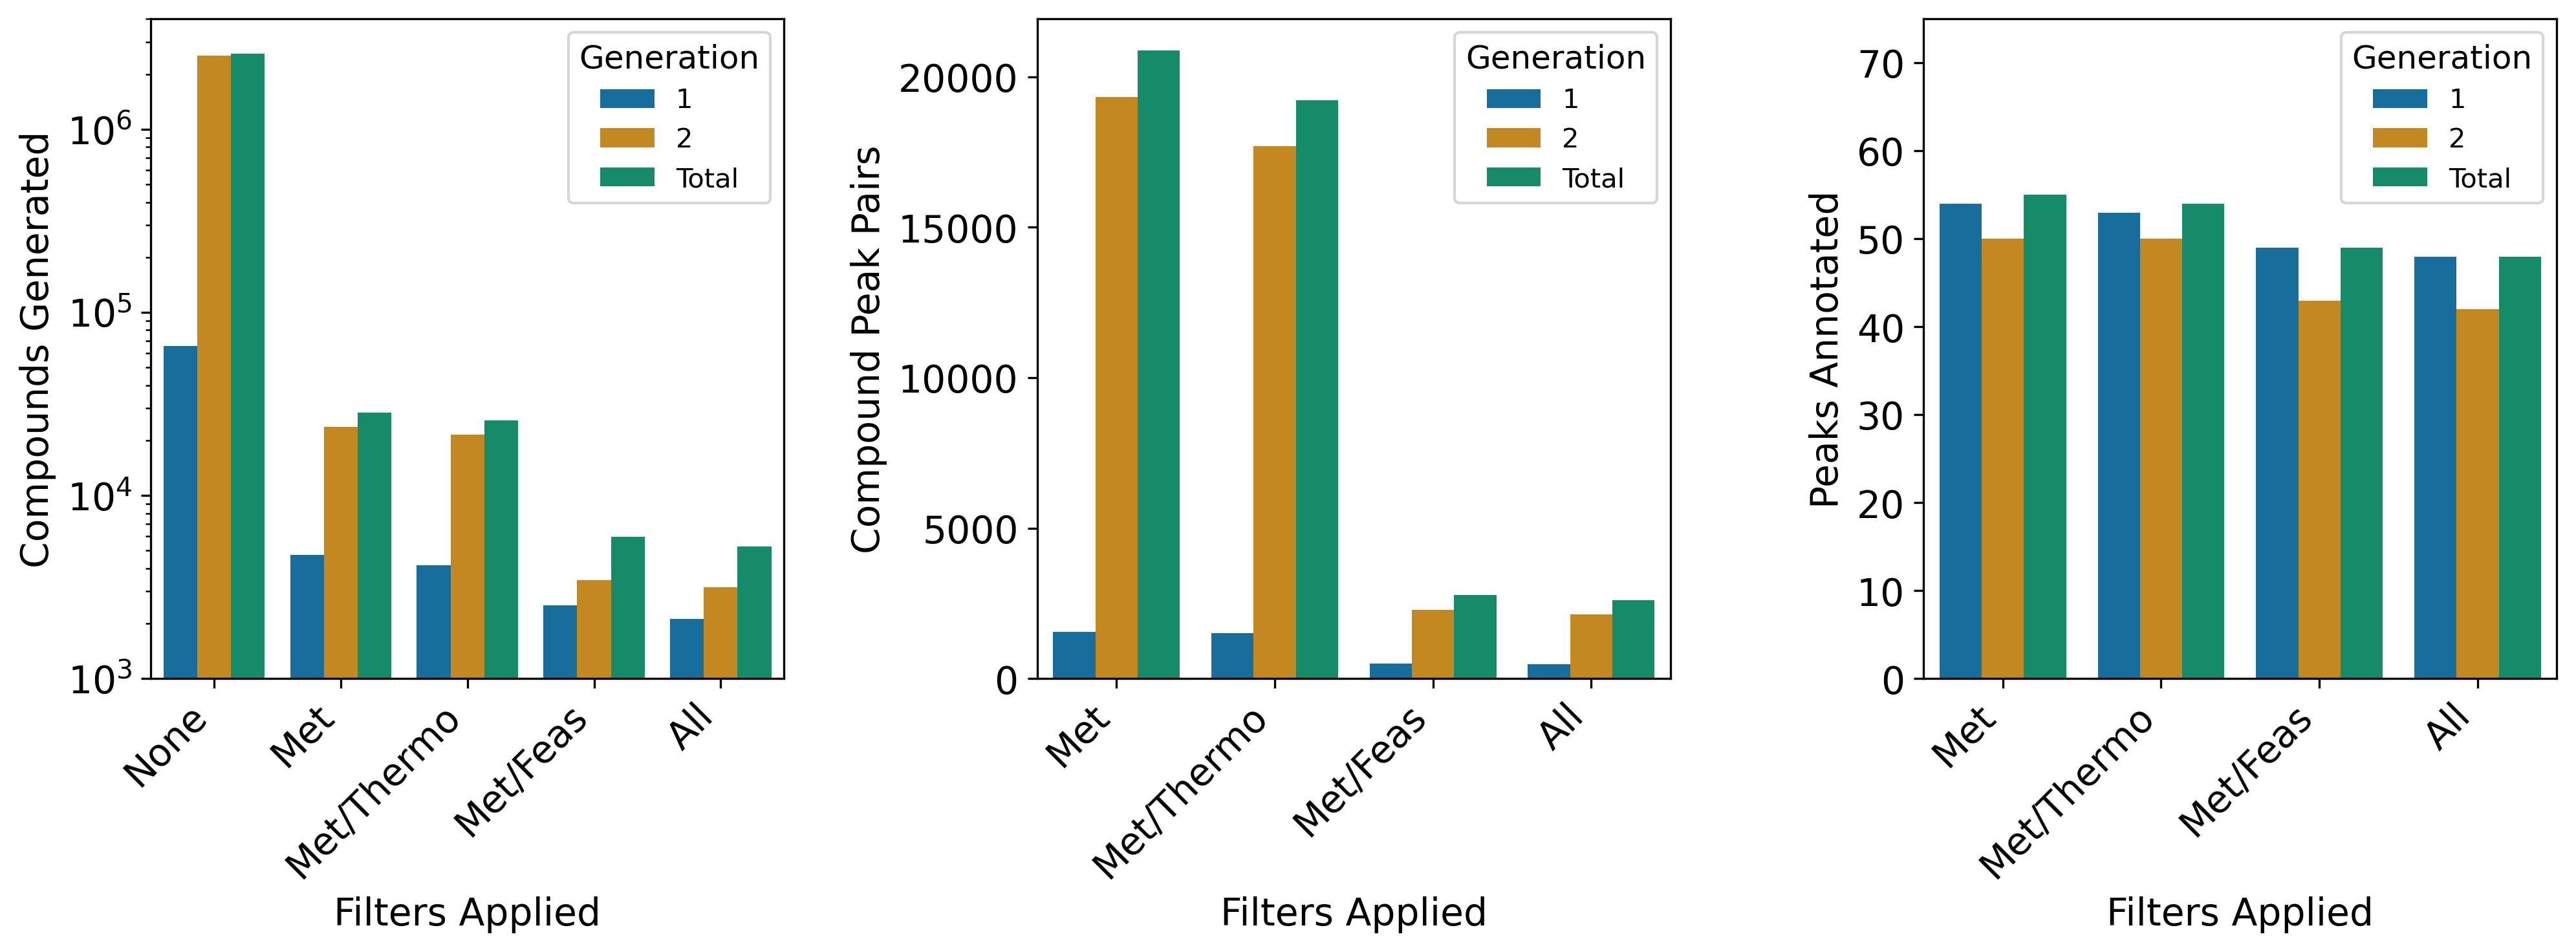 Compounds Generated
10^6
10^5
10^4
10^3
Generation
1
2
Total
None
Met
Met/Thermo
Met/Feas
All
Filters Applied
Compound Peak Pairs
20000
15000
10000
5000
0
Generation
1
2
Total
Met
Met/Thermo
Met/Feas
All
Filters Applied
Peaks Annotated
70
60
50
40
30
20
10
0
Generation
1
2
Total
Met
Met/Thermo
Met/Feas
All
Filters Applied